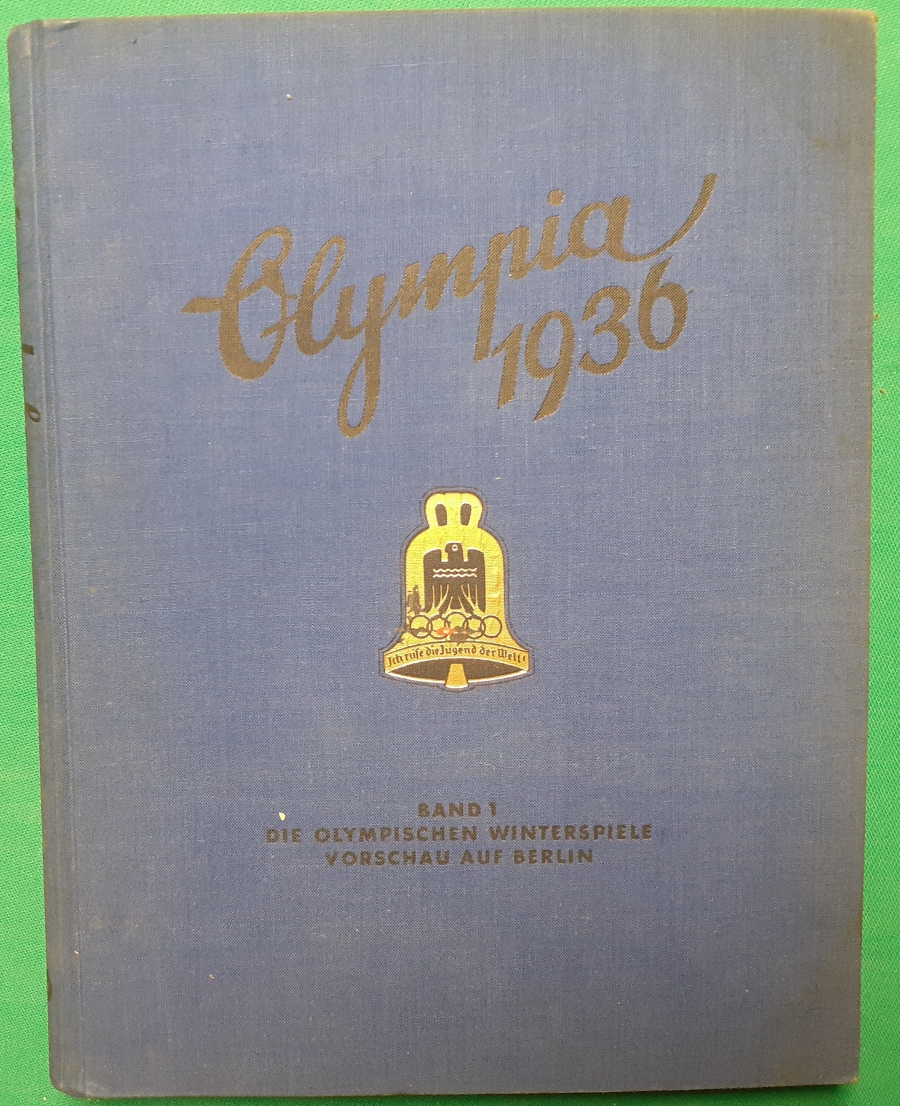 Olympia
1936
Ich rufe die Jugend der Welt!
BAND 1
DIE OLYMPISCHEN WINTERSPIELE
VORSCHAU AUF BERLIN